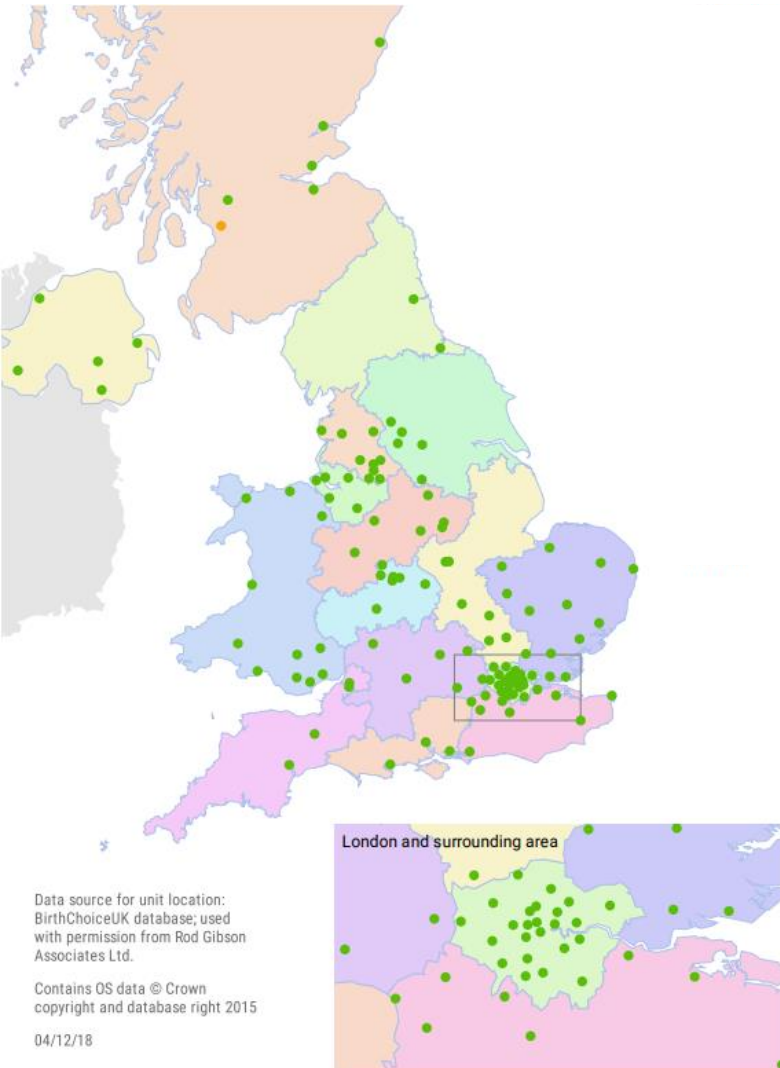 London and surrounding area
Data source for unit location:
BirthChoiceUK database; used
with permission from Rod Gibson
Associates Ltd.
Contains OS data © Crown
copyright and database right 2015
04/12/18